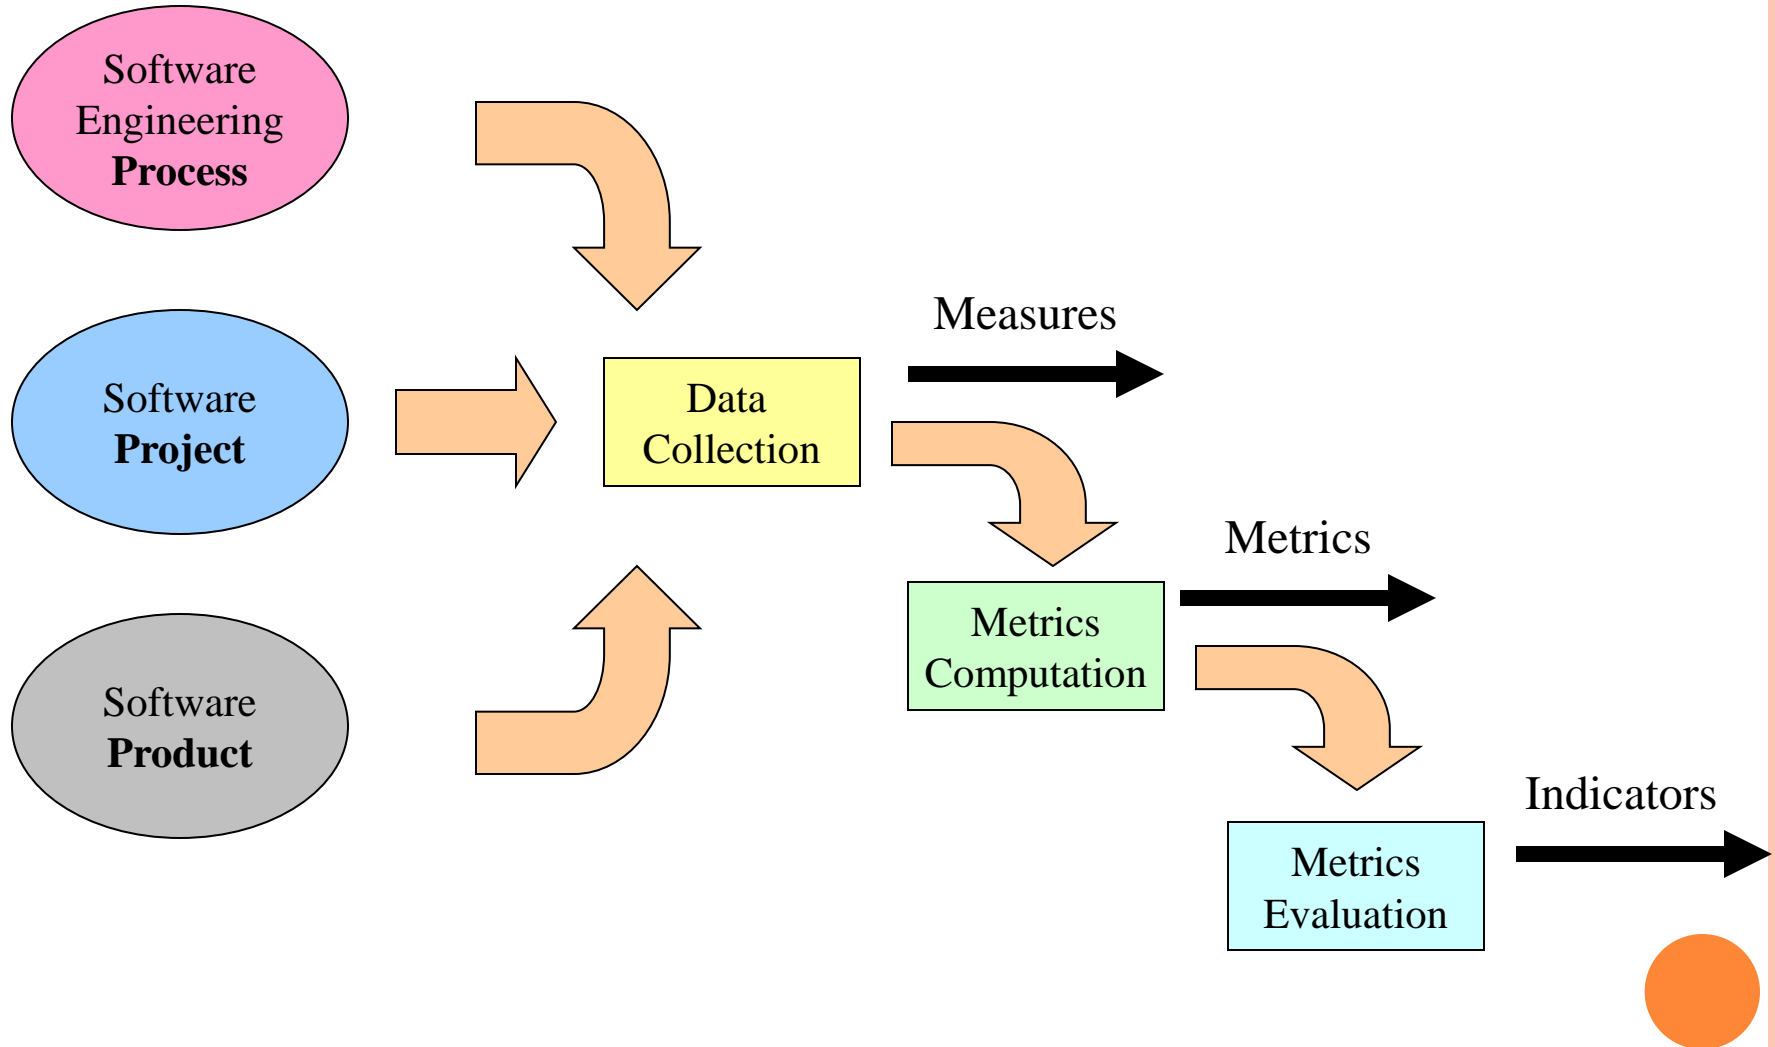 Software
Engineering
Process
Software
Project
Software
Product
Data
Collection
Measures
Metrics
Computation
Metrics
Metrics
Evaluation
Indicators